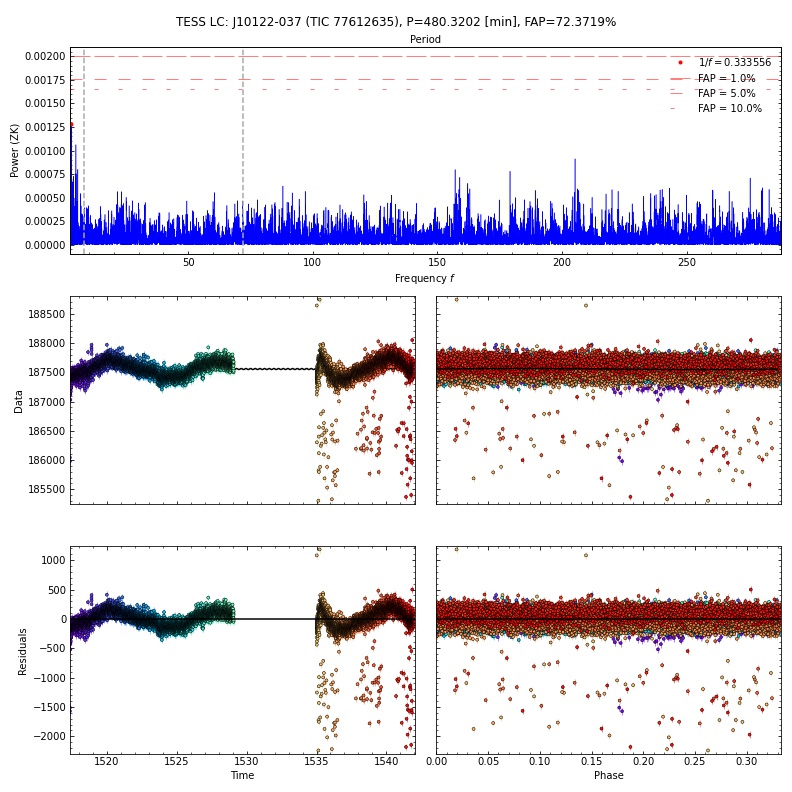 TESS LC: J10122-037 (TIC 77612635), P=480.3202 [min], FAP=72.3719%
Period
Power (ZK)
0.00200
0.00175
0.00150
0.00125
0.00100
0.00075
0.00050
0.00025
0.00000
1/f = 0.333556
FAP = 1.0%
FAP = 5.0%
FAP = 10.0%
50 100 150 200 250
Frequency f
Data
188500
188000
187500
187000
186500
186000
185500
Residuals
1000
500
0
−500
−1000
−1500
−2000
1520 1525 1530 1535 1540
Time
0.00 0.05 0.10 0.15 0.20 0.25 0.30
Phase